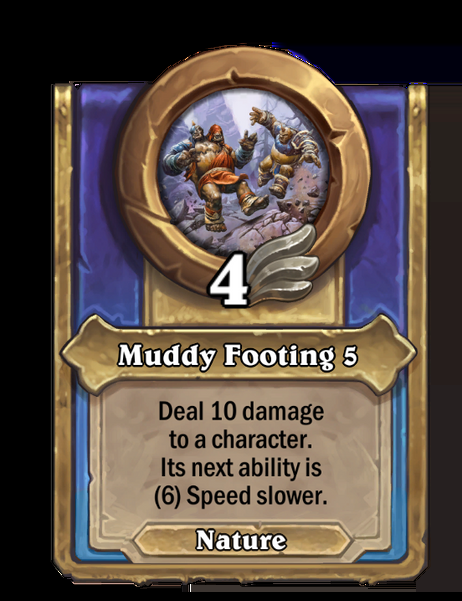 4
Muddy Footing 5
Deal 10 damage
to a character.
Its next ability is
(6) Speed slower.
Nature